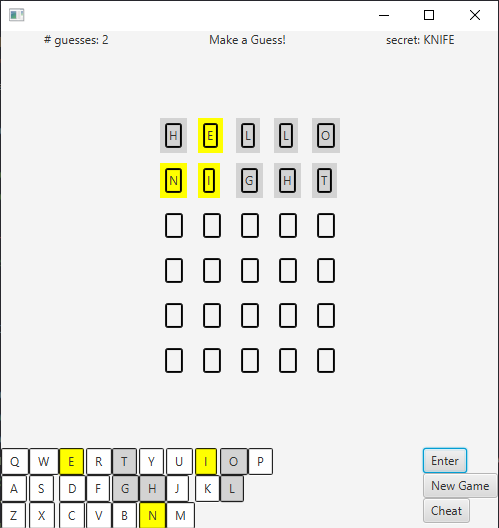 # guesses: 2 Make a Guess! secret: KNIFE
H E L L O
N I G H T
Q W E R T Y U I O P Enter
A S D F G H J K L New Game
Z X C V B N M Cheat